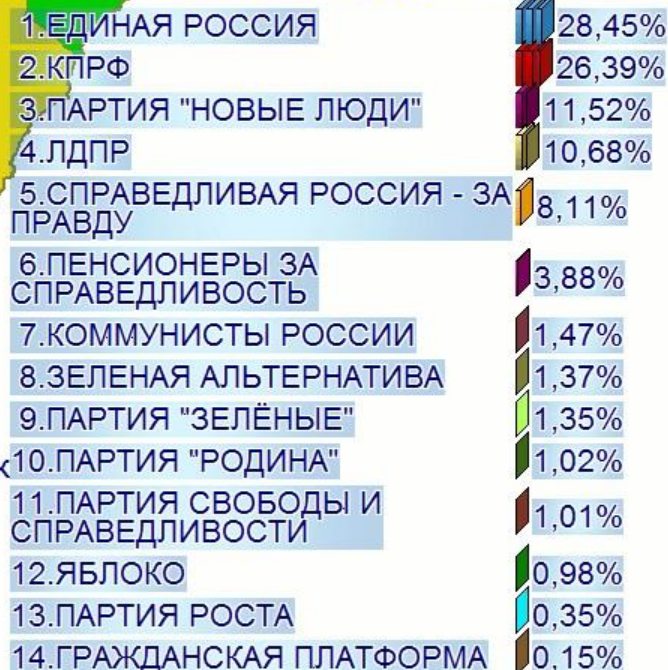 1.ЕДИНАЯ РОССИЯ 28,45%
2.КПРФ 26,39%
3.ПАРТИЯ "НОВЫЕ ЛЮДИ" 11,52%
4.ЛДПР 10,68%
5.СПРАВЕДЛИВАЯ РОССИЯ - ЗА
ПРАВДУ 8,11%
6.ПЕНСИОНЕРЫ ЗА
СПРАВЕДЛИВОСТЬ 3,88%
7.КОММУНИСТЫ РОССИИ 1,47%
8.ЗЕЛЕНАЯ АЛЬТЕРНАТИВА 1,37%
9.ПАРТИЯ "ЗЕЛЁНЫЕ" 1,35%
10.ПАРТИЯ "РОДИНА" 1,02%
11.ПАРТИЯ СВОБОДЫ И
СПРАВЕДЛИВОСТИ 1,01%
12.ЯБЛОКО 0,98%
13.ПАРТИЯ РОСТА 0,35%
14.ГРАЖДАНСКАЯ ПЛАТФОРМА 0,15%